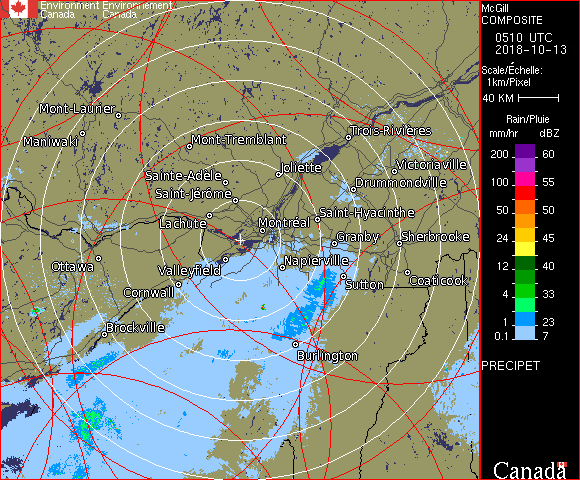 Environment Environnement
Canada Canada
McGill
COMPOSITE
0510 UTC
2018-10-13
Scale/Échelle:
1km/Pixel
40 KM
Rain/Pluie
mm/hr dBZ
200 60
100 55
50 50
24 45
12 40
4 33
1 23
0.1 7
PRECIPET
Canada
Mont-Laurier
Maniwaki
Mont-Tremblant
Trois-Rivières
Joliette
Victoriaville
Sainte-Adèle
Drummondville
Saint-Jérôme
Saint-Hyacinthe
Lachute
Montréal
Granby
Sherbrooke
Ottawa
Valleyfield
Napierville
Cornwall
Sutton
Coaticook
Brockville
Burlington